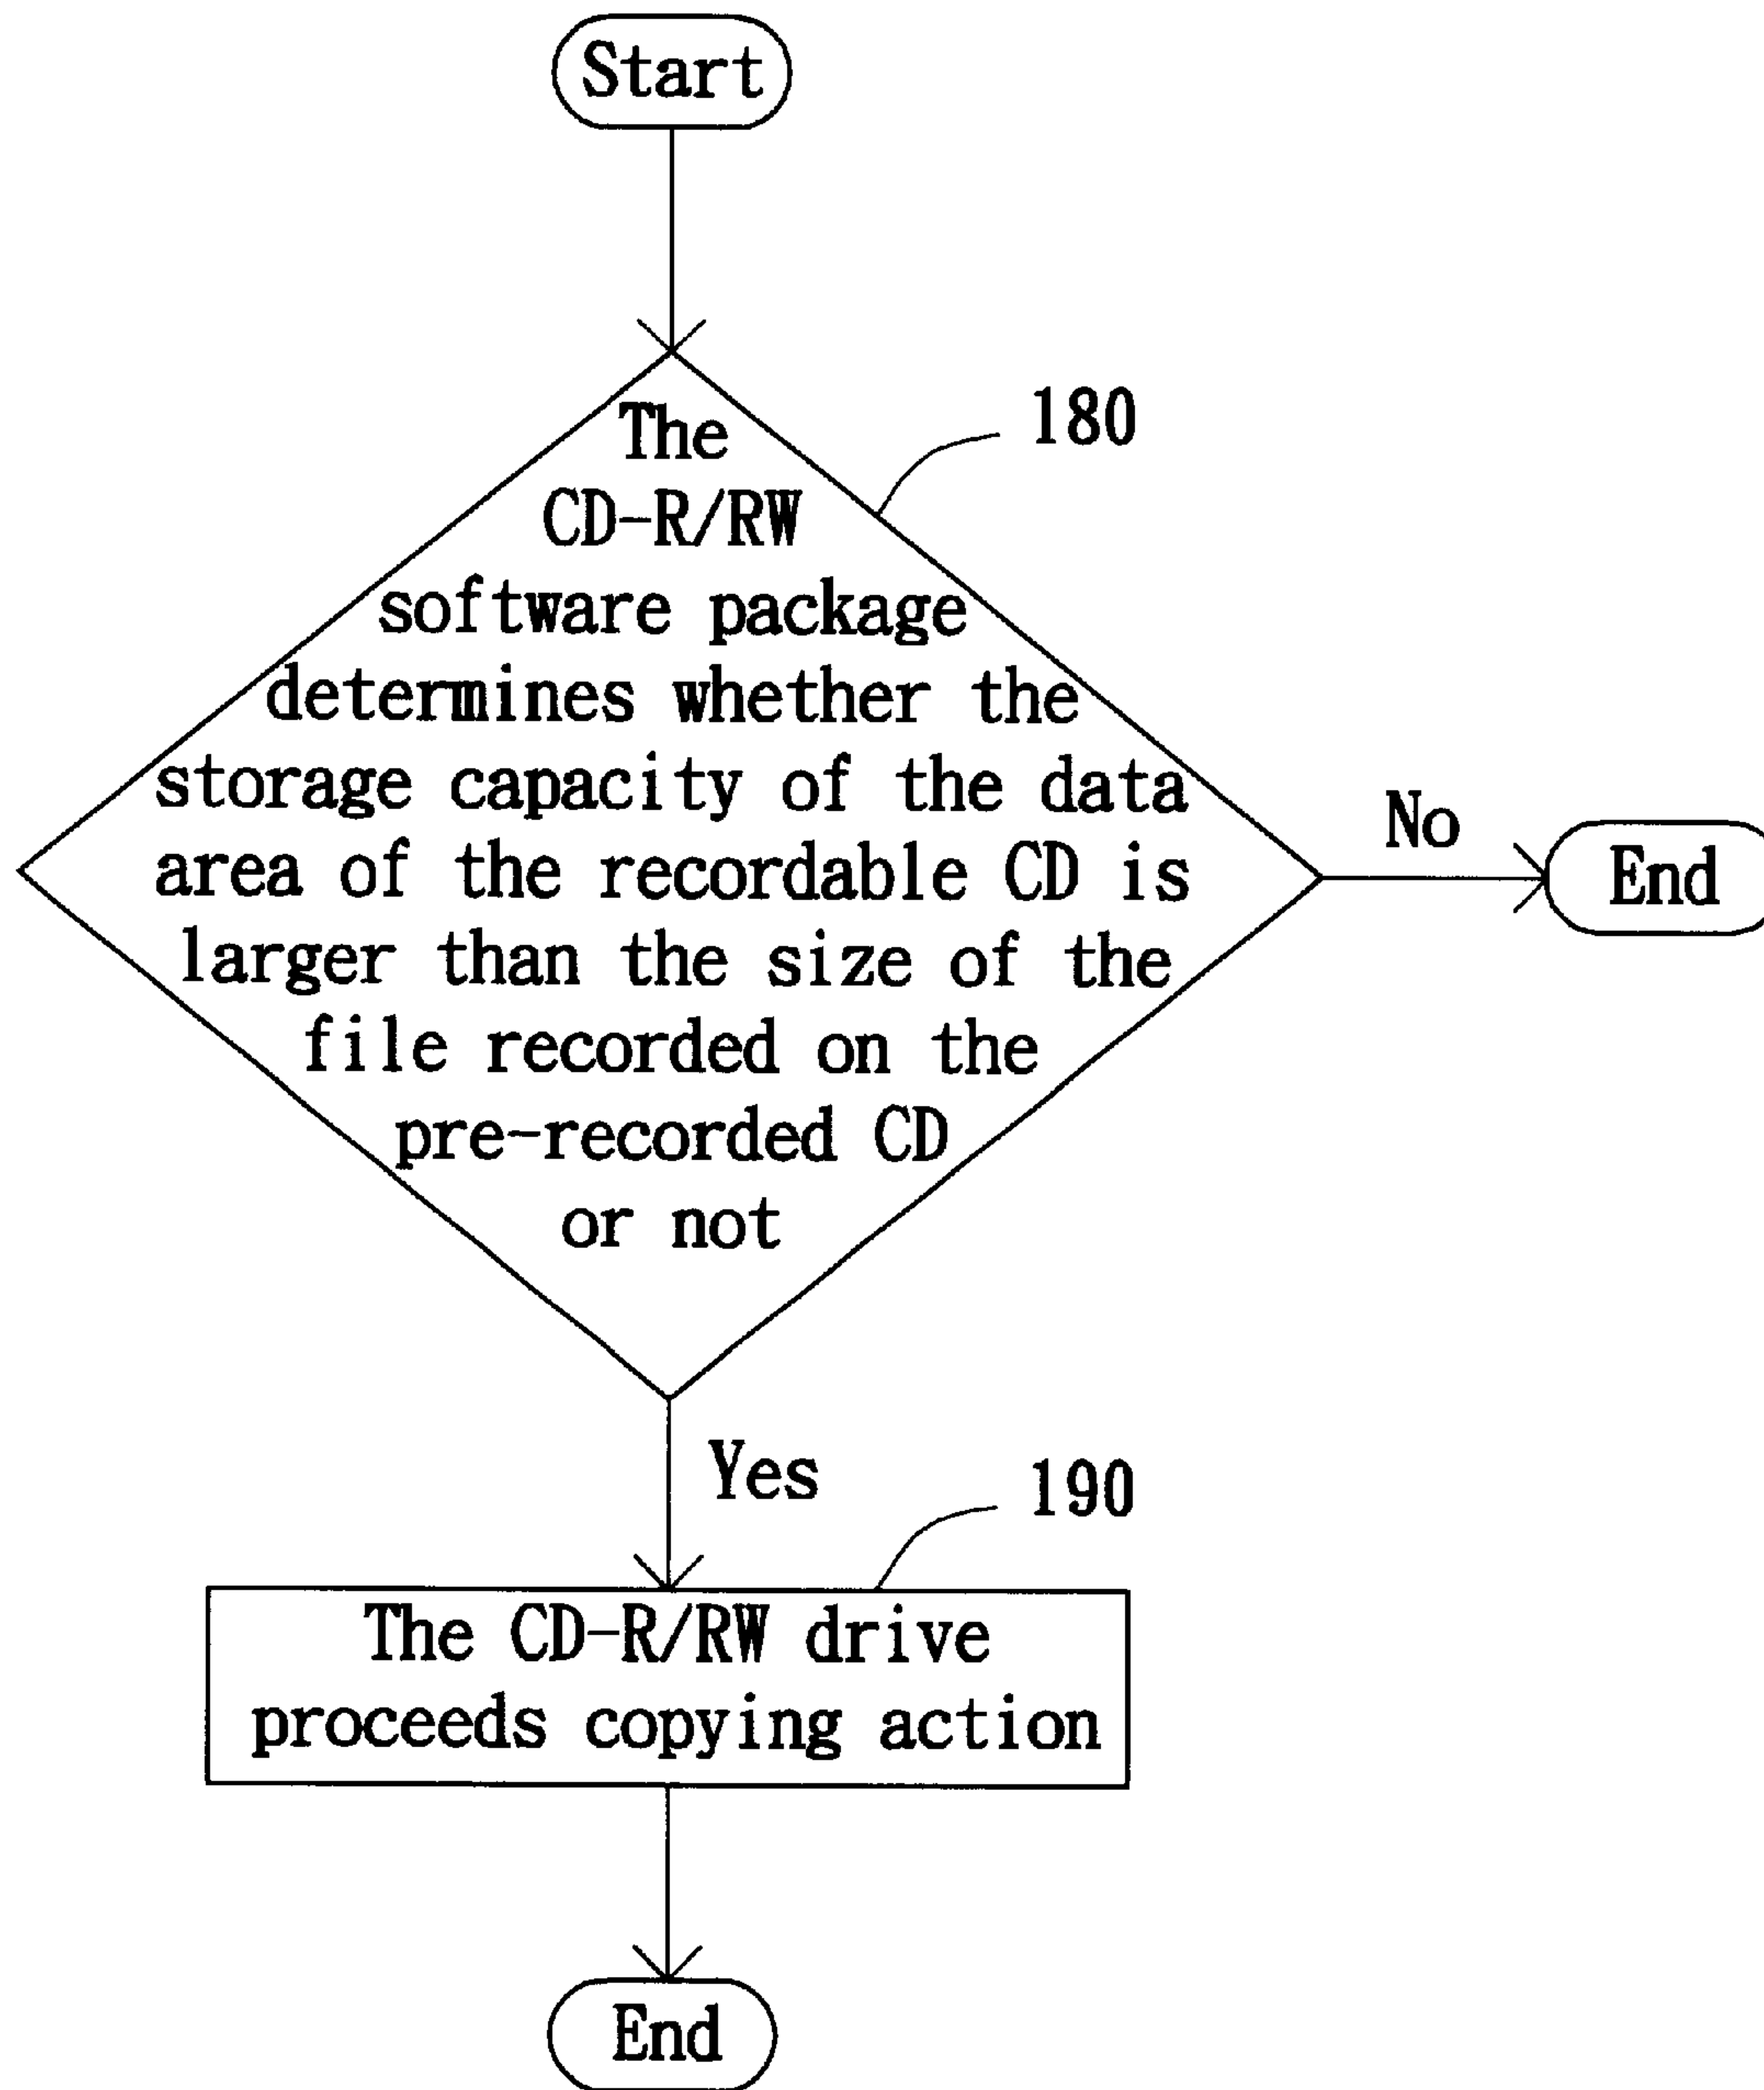 Start
180
The
CD-R/RW
software package
determines whether the
storage capacity of the data
area of the recordable CD is
larger than the size of the
file recorded on the
pre-recorded CD
or not
No
End
Yes
190
The CD-R/RW drive
proceeds copying action
End